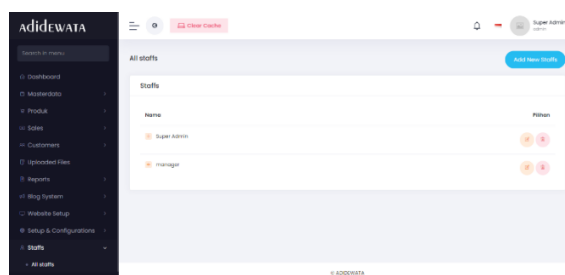 ADIDEWATA
Clear Cache
Super Admin
admin
Search in menu
All staffs
Add New Staffs
Dashboard
Staffs
Masterdata
Produk
Name
Pilihan
Sales
Super Admin
Customers
Uploaded Files
manager
Reports
Blog System
Website Setup
Setup & Configurations
Staffs
All staffs
© ADIDEWATA